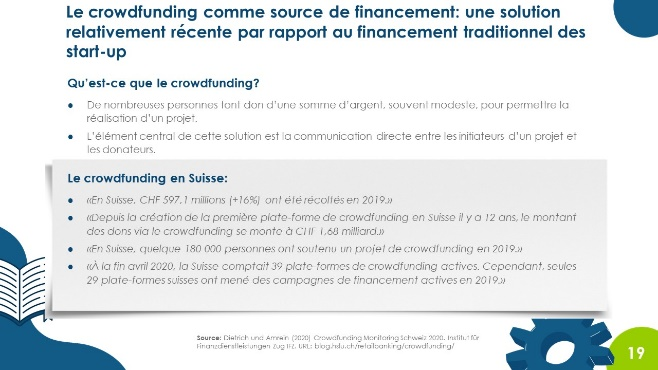 Le crowdfunding comme source de financement: une solution
relativement récente par rapport au financement traditionnel des
start-up
Qu'est-ce que le crowdfunding?
● De nombreuses personnes font don d'une somme d'argent, souvent modeste, pour permettre la
réalisation d'un projet.
● L'élément central de cette solution est la communication directe entre les initiateurs d'un projet et
les donateurs.
Le crowdfunding en Suisse:
● «En Suisse, CHF 597,1 millions (+16%) ont été récoltés en 2019.»
● «Depuis la création de la première plate-forme de crowdfunding en Suisse il y a 12 ans, le montant
des dons via le crowdfunding se monte à CHF 1,68 milliard.»
● «En Suisse, quelque 180 000 personnes ont soutenu un projet de crowdfunding en 2019.»
● «À la fin avril 2020, la Suisse comptait 39 plate-formes de crowdfunding actives. Cependant, seules
29 plate-formes suisses ont mené des campagnes de financement actives en 2019.»
Source: Dietrich und Amrein (2020) Crowdfunding Monitoring Schweiz 2020, Institut für
Finanzdienstleistungen Zug IFZ, URL: blog.hslu.ch/retailbanking/crowdfunding/
19